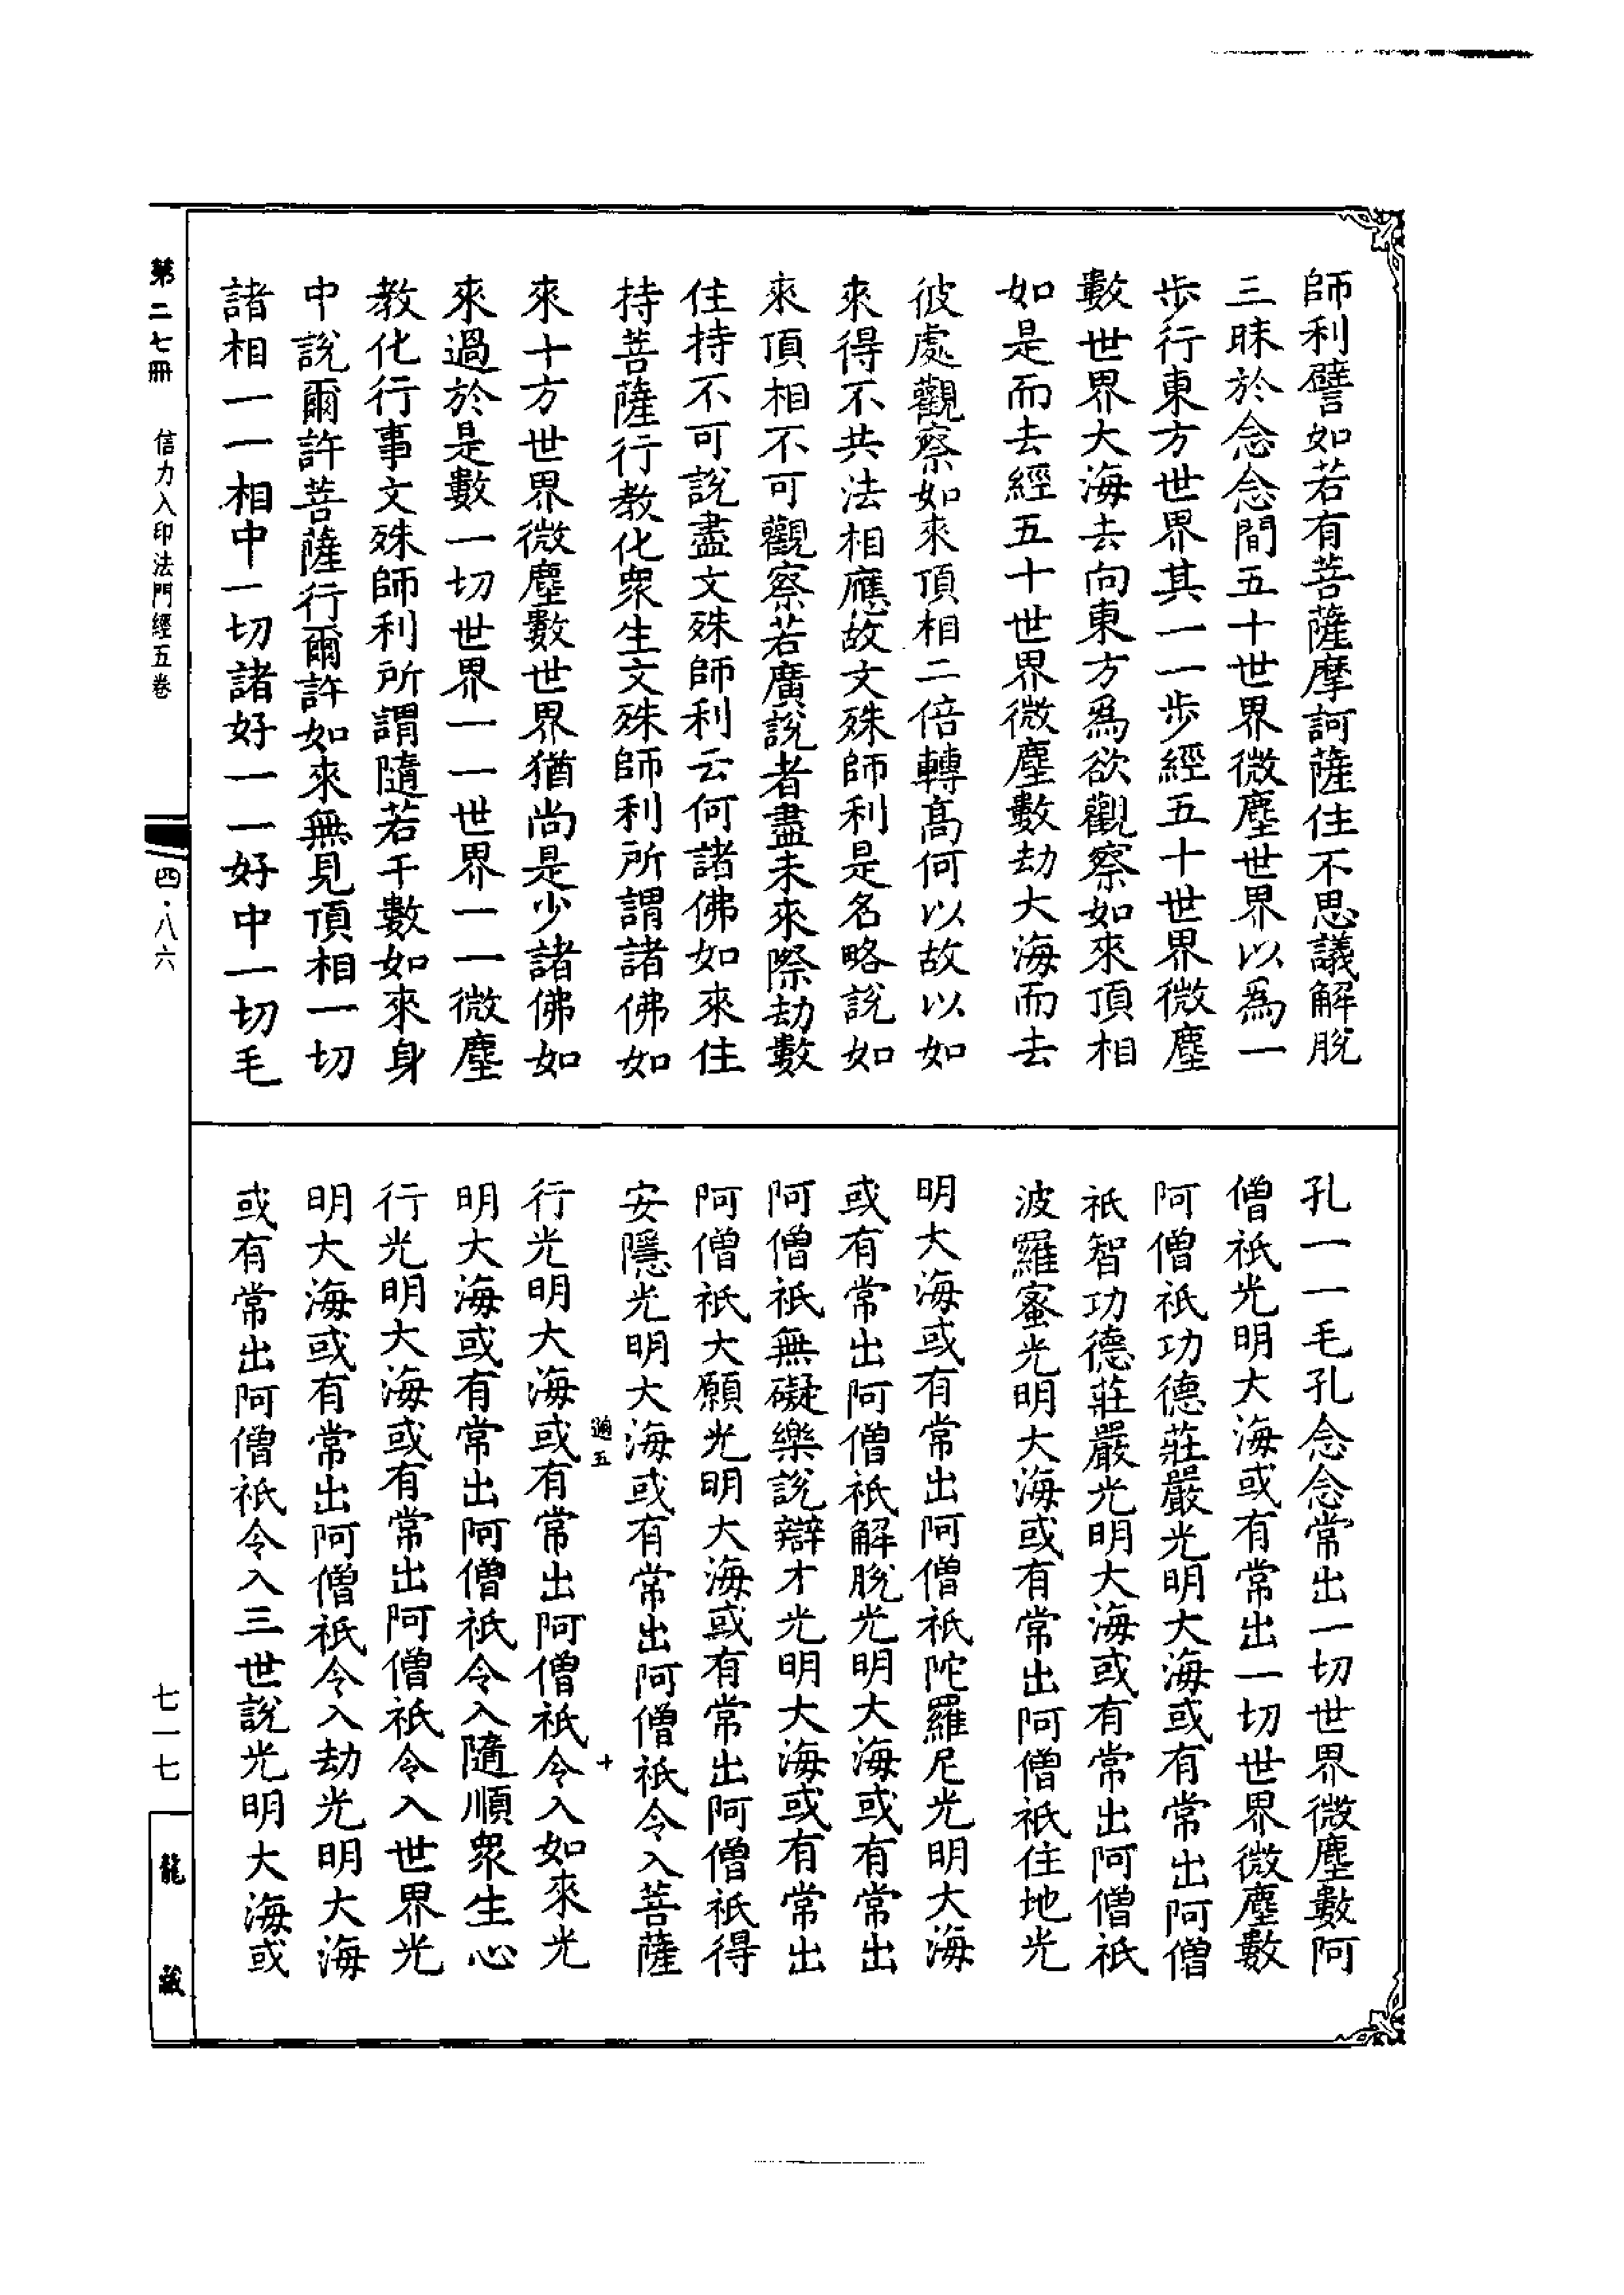 師利譬如若有菩薩摩訶薩住不思議解脫
三昧於念念間五十世界微塵世界以為一
步行東方世界其一一步經五十世界微塵
數世界大海去向東方為欲觀察如來頂相
如是而去經五十世界微塵數劫大海而去
彼處觀察如來頂相二倍轉高何以故以如
來得不共法相應故文殊師利是名略說如
來頂相不可觀察若廣說者盡未來際劫數
住持不可說盡文殊師利云何諸佛如來住
持菩薩行教化衆生文殊師利所謂諸佛如
來十方世界微塵數世界猶尚是少諸佛如
來過於是數一切世界一一世界一一微塵
教化行事文殊師利所謂隨若干數如來身
中說爾許菩薩行爾許如來無見頂相一切
諸相一一相中一切諸好一一好中一切毛
孔一一毛孔念念常出一切世界微塵數阿
僧祇光明大海或有常出一切世界微塵數
阿僧祇功德莊嚴光明大海或有常出阿僧
祇智功德莊嚴光明大海或有常出阿僧祇
波羅蜜光明大海或有常出阿僧祇住地光
明大海或有常出阿僧祇陀羅尼光明大海
或有常出阿僧祇解脫光明大海或有常出
阿僧祇無礙樂說辯才光明大海或有常出
阿僧祇大願光明大海或有常出阿僧祇得
安隱光明大海或有常出阿僧祇令入菩薩
過五 十
行光明大海或有常出阿僧祇令入如來光
明大海或有常出阿僧祇令入隨順衆生心
行光明大海或有常出阿僧祇令入世界光
明大海或有常出阿僧祇令入劫光明大海
或有常出阿僧祇令入三世說光明大海或
第二七冊 信力入印法門經五卷 四·八六 七一七 龍藏